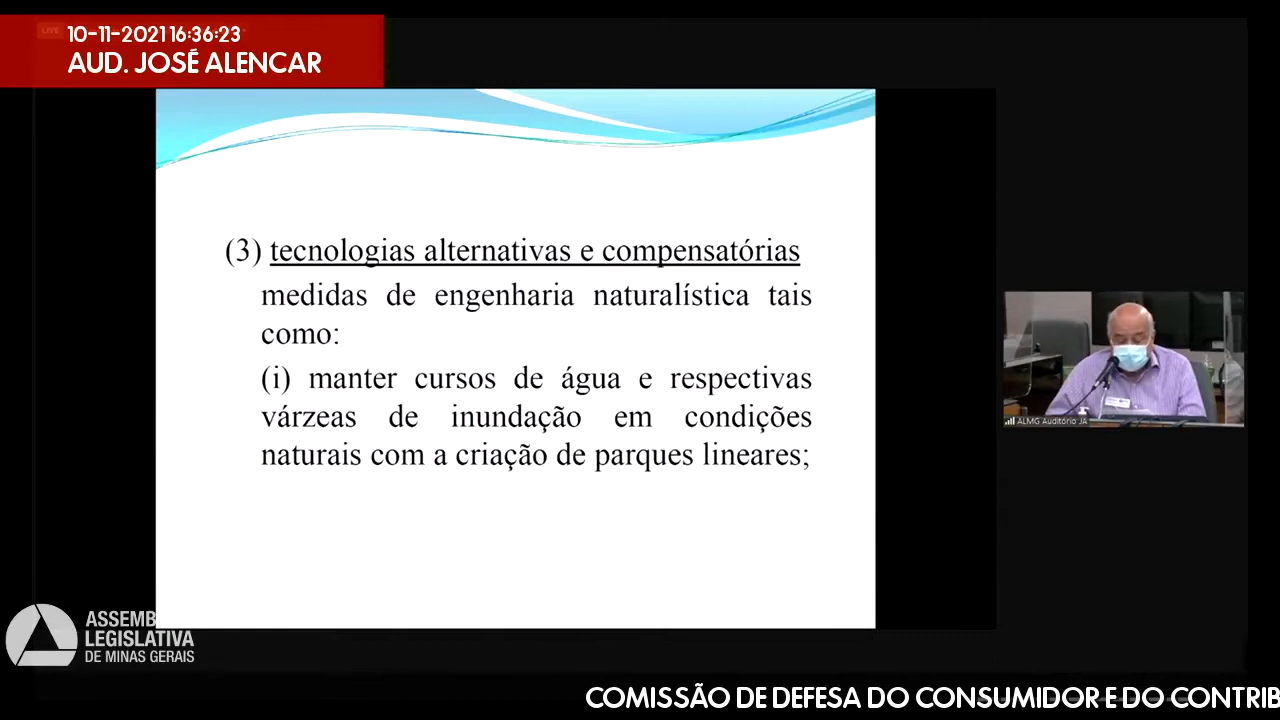 LIVE
10-11-2021 16:36:23
AUD. JOSÉ ALENCAR
(3) tecnologias alternativas e compensatórias
medidas de engenharia naturalística tais
como:
(i) manter cursos de água e respectivas
várzeas de inundação em condições
naturais com a criação de parques lineares;
ALMG Auditório JA
ASSEMB
LEGISLATIVA
DE MINAS GERAIS
COMISSÃO DE DEFESA DO CONSUMIDOR E DO CONTRIB